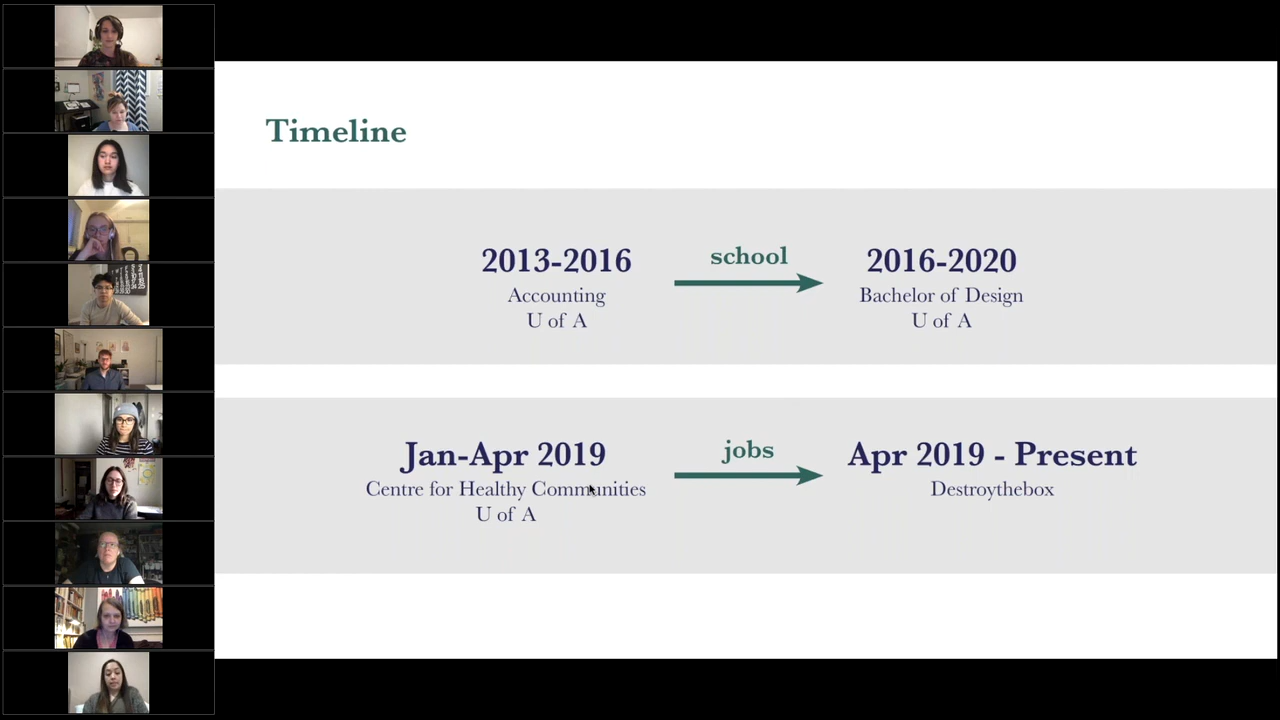 Timeline
2013-2016
Accounting
U of A
school
2016-2020
Bachelor of Design
U of A
Jan-Apr 2019
Centre for Healthy Communities
U of A
jobs
Apr 2019 - Present
Destroythebox